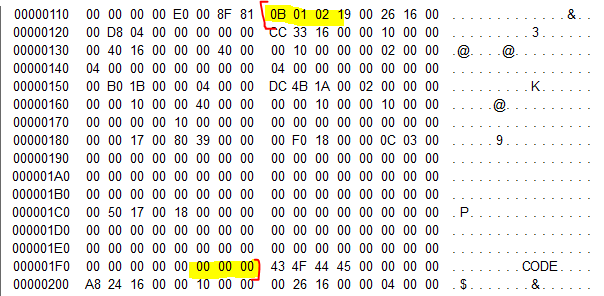 00000110 00 00 00 00 E0 00 8F 81 0B 01 02 19 00 26 16 00 .............&..
00000120 00 D8 04 00 00 00 00 00 CC 33 16 00 00 10 00 00 .........3......
00000130 00 40 16 00 00 00 40 00 00 10 00 00 00 02 00 00 .@....@.........
00000140 04 00 00 00 00 00 00 00 04 00 00 00 00 00 00 00 ................
00000150 00 B0 1B 00 00 04 00 00 DC 4B 1A 00 02 00 00 00 .........K......
00000160 00 00 10 00 00 40 00 00 00 00 10 00 00 10 00 00 .....@..........
00000170 00 00 00 00 10 00 00 00 00 00 00 00 00 00 00 00 ................
00000180 00 00 17 00 80 39 00 00 00 F0 18 00 00 0C 03 00 .....9..........
00000190 00 00 00 00 00 00 00 00 00 00 00 00 00 00 00 00 ................
000001A0 00 00 00 00 00 00 00 00 00 00 00 00 00 00 00 00 ................
000001B0 00 00 00 00 00 00 00 00 00 00 00 00 00 00 00 00 ................
000001C0 00 50 17 00 18 00 00 00 00 00 00 00 00 00 00 00 .P..............
000001D0 00 00 00 00 00 00 00 00 00 00 00 00 00 00 00 00 ................
000001E0 00 00 00 00 00 00 00 00 00 00 00 00 00 00 00 00 ................
000001F0 00 00 00 00 00 00 00 00 43 4F 44 45 00 00 00 00 ........CODE....
00000200 A8 24 16 00 00 10 00 00 00 26 16 00 00 04 00 00 .$.......&......